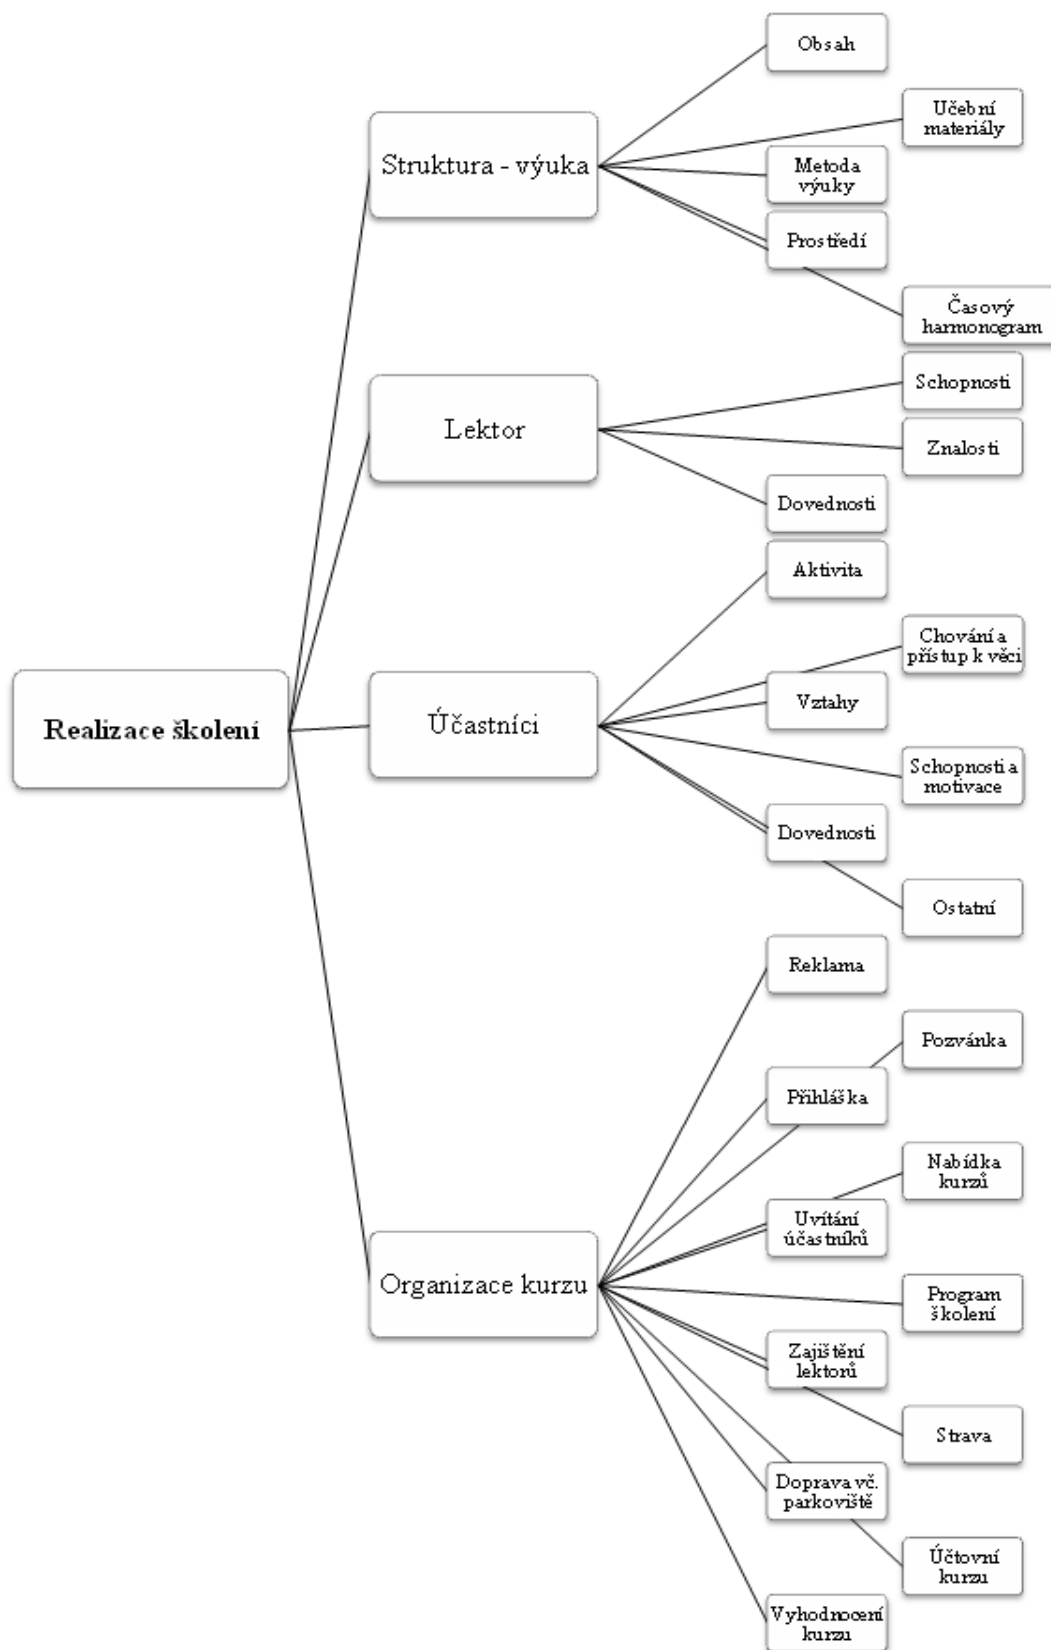 Obsah
Učební
materiály
Struktura - výuka
Metoda
výuky
Prostředí
Časový
harmonogram
Schopnosti
Lektor
Znalosti
Dovednosti
Aktivita
Chování a
přístup k věci
Realizace školení
Účastníci
Vztahy
Schopnosti a
motivace
Dovednosti
Ostatní
Reklama
Pozvánka
Přihláška
Nabídka
kurzů
Uvítání
účastníků
Organizace kurzu
Program
školení
Zajištění
lektorů
Strava
Doprava vč.
parkoviště
Účtovní
kurzu
Vyhodnocení
kurzu